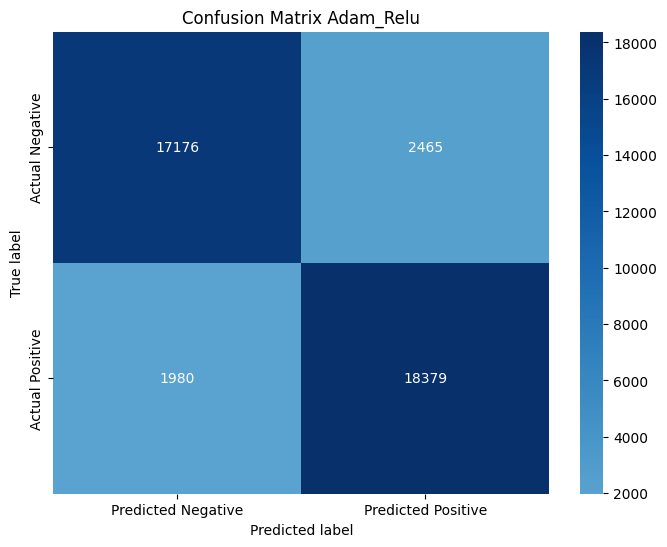 Confusion Matrix Adam_Relu
True label
Actual Negative
Actual Positive
17176
2465
1980
18379
Predicted Negative
Predicted Positive
Predicted label
18000
16000
14000
12000
10000
8000
6000
4000
2000